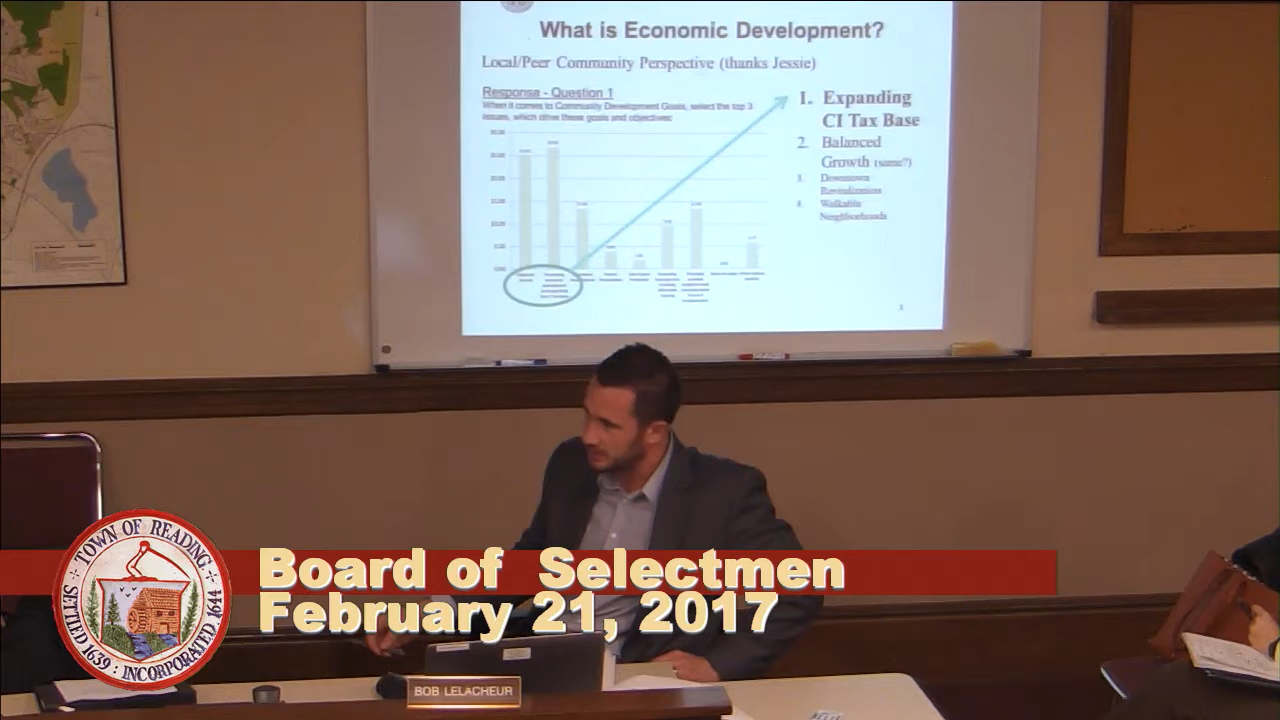 What is Economic Development?
Local/Peer Community Perspective (thanks Jessie)
Response - Question 1
When it comes to Community Development Goals, select the top 3
issues, which drive these goals and objectives:
1. Expanding
CI Tax Base
2. Balanced
Growth (same?)
3. Downtown
Revitalization
4. Walkable
Neighborhoods
3
TOWN OF READING
SETTLED 1639 : INCORPORATED 1644
Board of Selectmen
February 21, 2017
BOB LELACHEUR